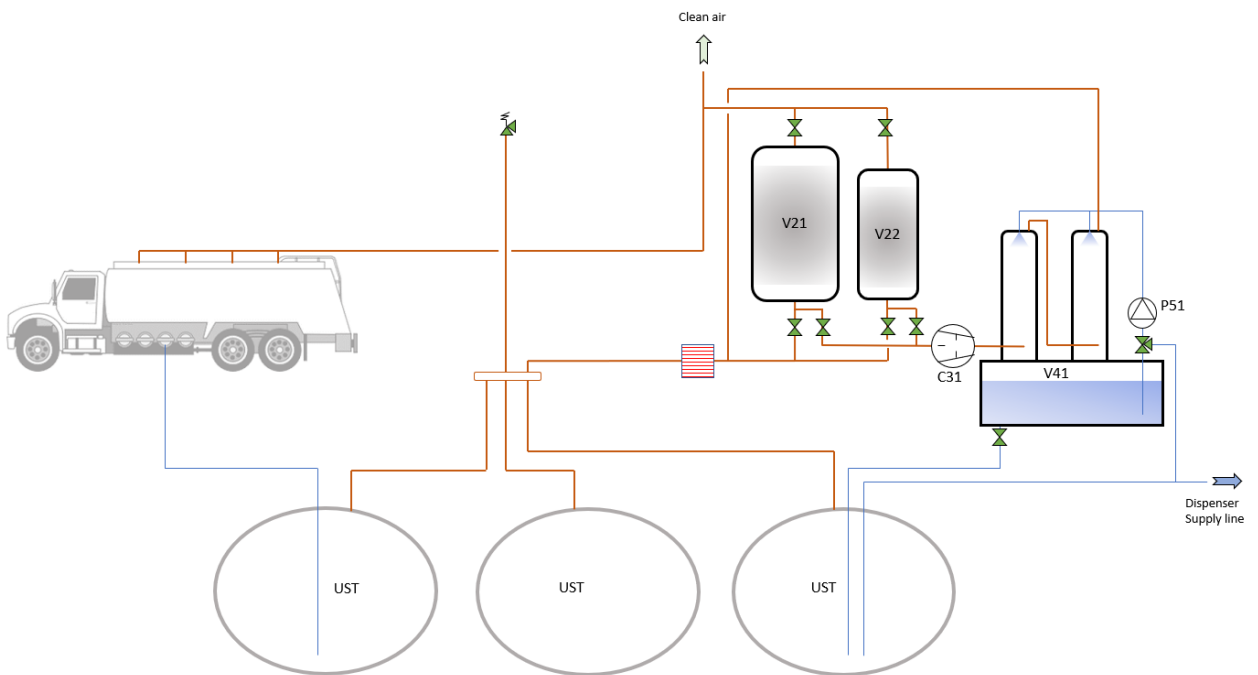 Clean air
V21
V22
P51
C31
V41
Dispenser
Supply line
UST
UST
UST